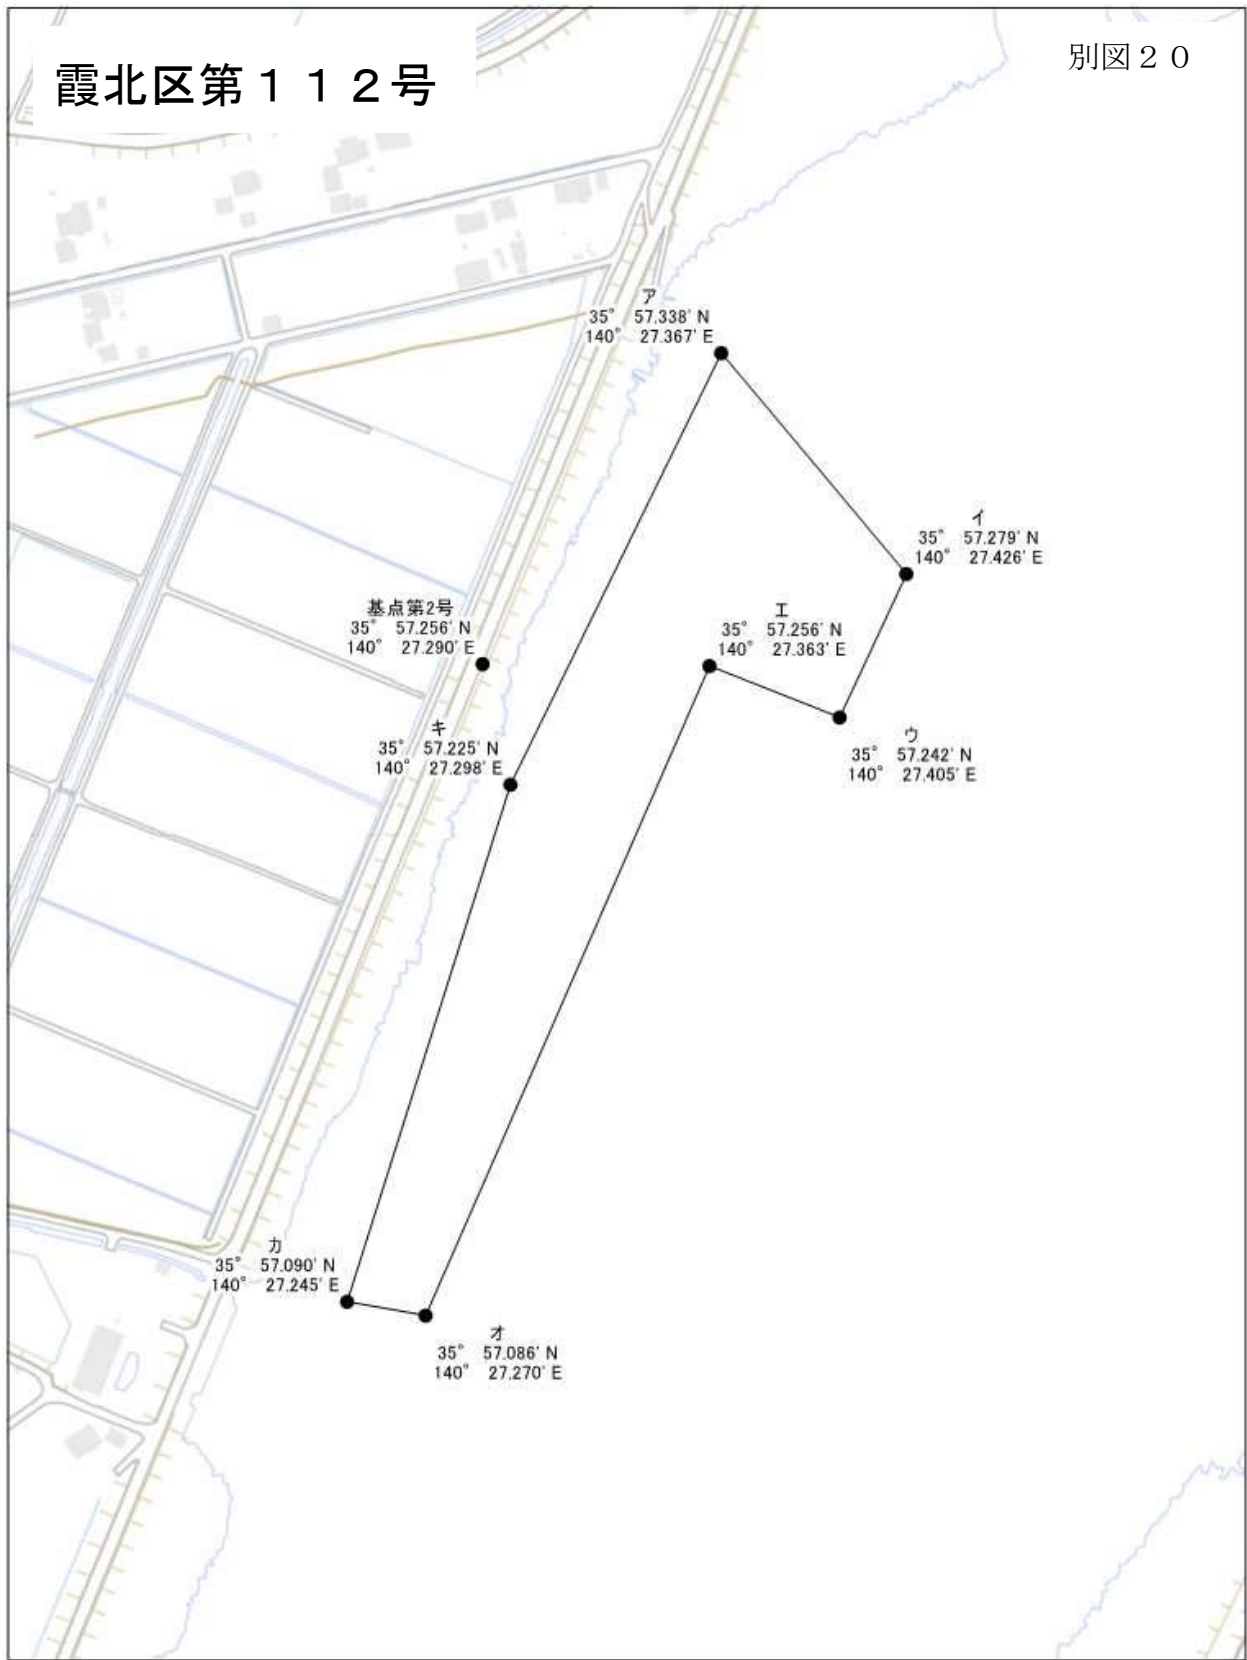 霞北区第１１２号
別図２０
ア
35°　57.338' N
140°　27.367' E
イ
35°　57.279' N
140°　27.426' E
基点第2号
35°　57.256' N
140°　27.290' E
エ
35°　57.256' N
140°　27.363' E
キ
35°　57.225' N
140°　27.298' E
ウ
35°　57.242' N
140°　27.405' E
カ
35°　57.090' N
140°　27.245' E
オ
35°　57.086' N
140°　27.270' E